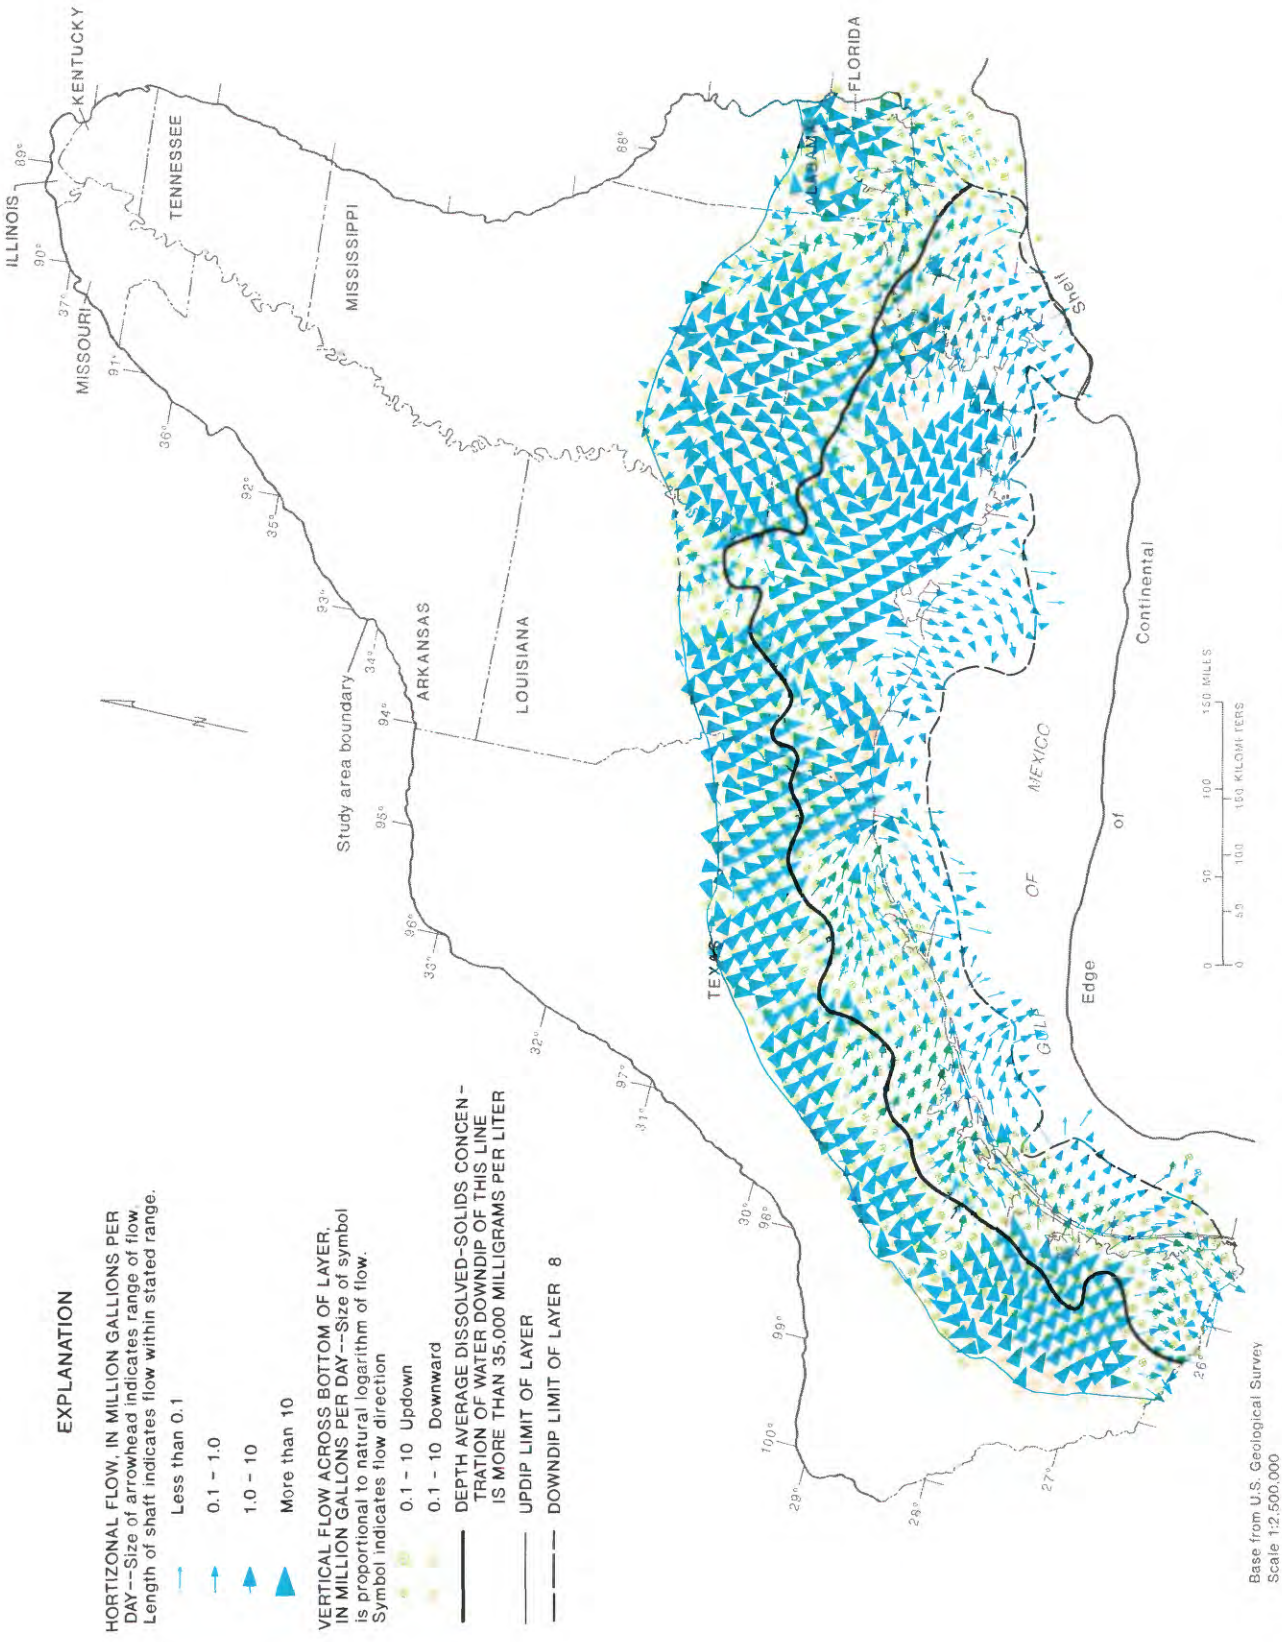 EXPLANATION
HORTIZONAL FLOW, IN MILLION GALLIONS PER
DAY--Size of arrowhead indicates range of flow.
Length of shaft indicates flow within stated range.
Less than 0.1
0.1 - 1.0
1.0 - 10
More than 10
VERTICAL FLOW ACROSS BOTTOM OF LAYER,
IN MILLION GALLONS PER DAY--Size of symbol
is proportional to natural logarithm of flow.
Symbol indicates flow direction
0.1 - 10 Updown
0.1 - 10 Downward
DEPTH AVERAGE DISSOLVED-SOLIDS CONCEN-
TRATION OF WATER DOWNDIP OF THIS LINE
IS MORE THAN 35,000 MILLIGRAMS PER LITER
UPDIP LIMIT OF LAYER
DOWNDIP LIMIT OF LAYER 8
N
Study area boundary
ILLINOIS
KENTUCKY
MISSOURI
TENNESSEE
MISSISSIPPI
ARKANSAS
LOUISIANA
TEXAS
ALABAMA
FLORIDA
89°
90°
37°
91°
36°
92°
35°
93°
34°
94°
95°
96°
33°
32°
97°
31°
30°
98°
99°
100°
29°
28°
27°
26°
88°
GULF
OF
MEXICO
Edge
of
Continental
Shelf
0 50 100 150 MILES
0 50 100 150 KILOMETERS
Base from U.S. Geological Survey
Scale 1:2,500,000